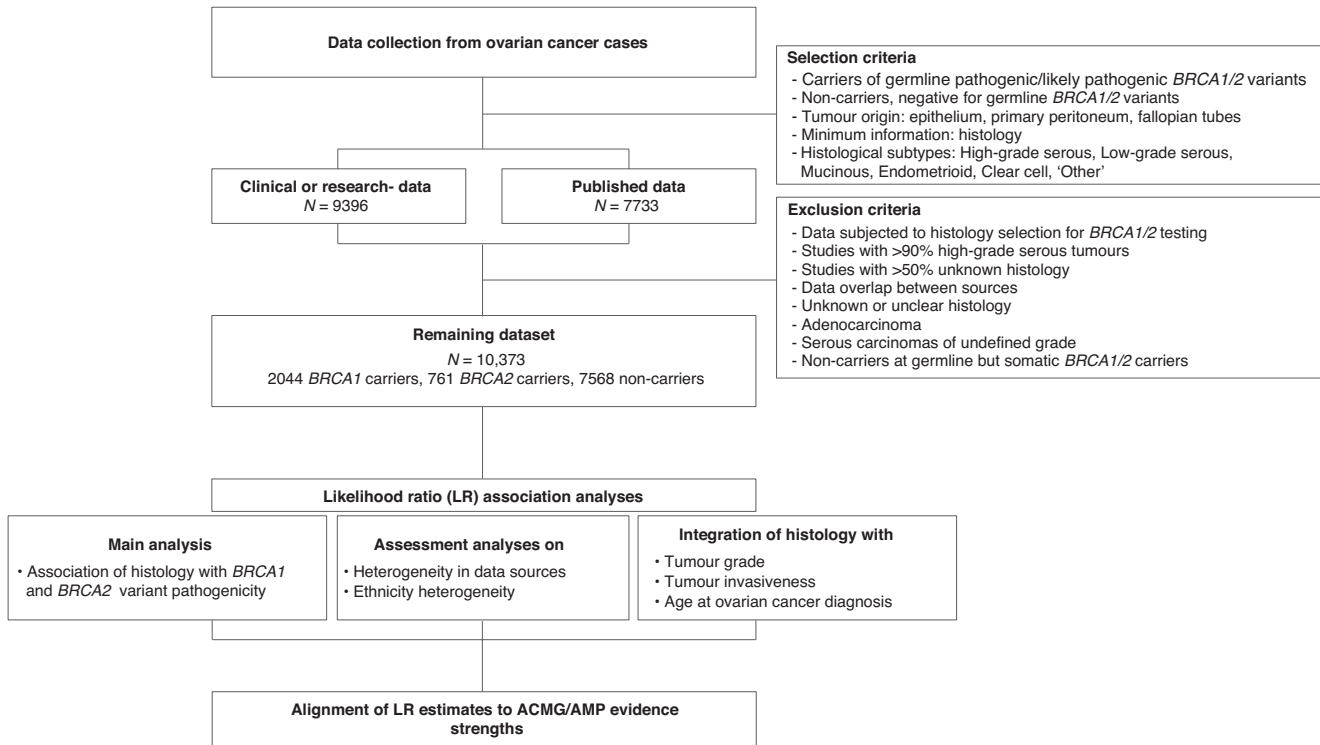 Data collection from ovarian cancer cases
Selection criteria
- Carriers of germline pathogenic/likely pathogenic BRCA1/2 variants
- Non-carriers, negative for germline BRCA1/2 variants
- Tumour origin: epithelium, primary peritoneum, fallopian tubes
- Minimum information: histology
- Histological subtypes: High-grade serous, Low-grade serous,
Mucinous, Endometrioid, Clear cell, ‘Other’
Clinical or research- data
N = 9396
Published data
N = 7733
Exclusion criteria
- Data subjected to histology selection for BRCA1/2 testing
- Studies with >90% high-grade serous tumours
- Studies with >50% unknown histology
- Data overlap between sources
- Unknown or unclear histology
- Adenocarcinoma
- Serous carcinomas of undefined grade
- Non-carriers at germline but somatic BRCA1/2 carriers
Remaining dataset
N = 10,373
2044 BRCA1 carriers, 761 BRCA2 carriers, 7568 non-carriers
Likelihood ratio (LR) association analyses
Main analysis
• Association of histology with BRCA1
and BRCA2 variant pathogenicity
Assessment analyses on
• Heterogeneity in data sources
• Ethnicity heterogeneity
Integration of histology with
• Tumour grade
• Tumour invasiveness
• Age at ovarian cancer diagnosis
Alignment of LR estimates to ACMG/AMP evidence
strengths